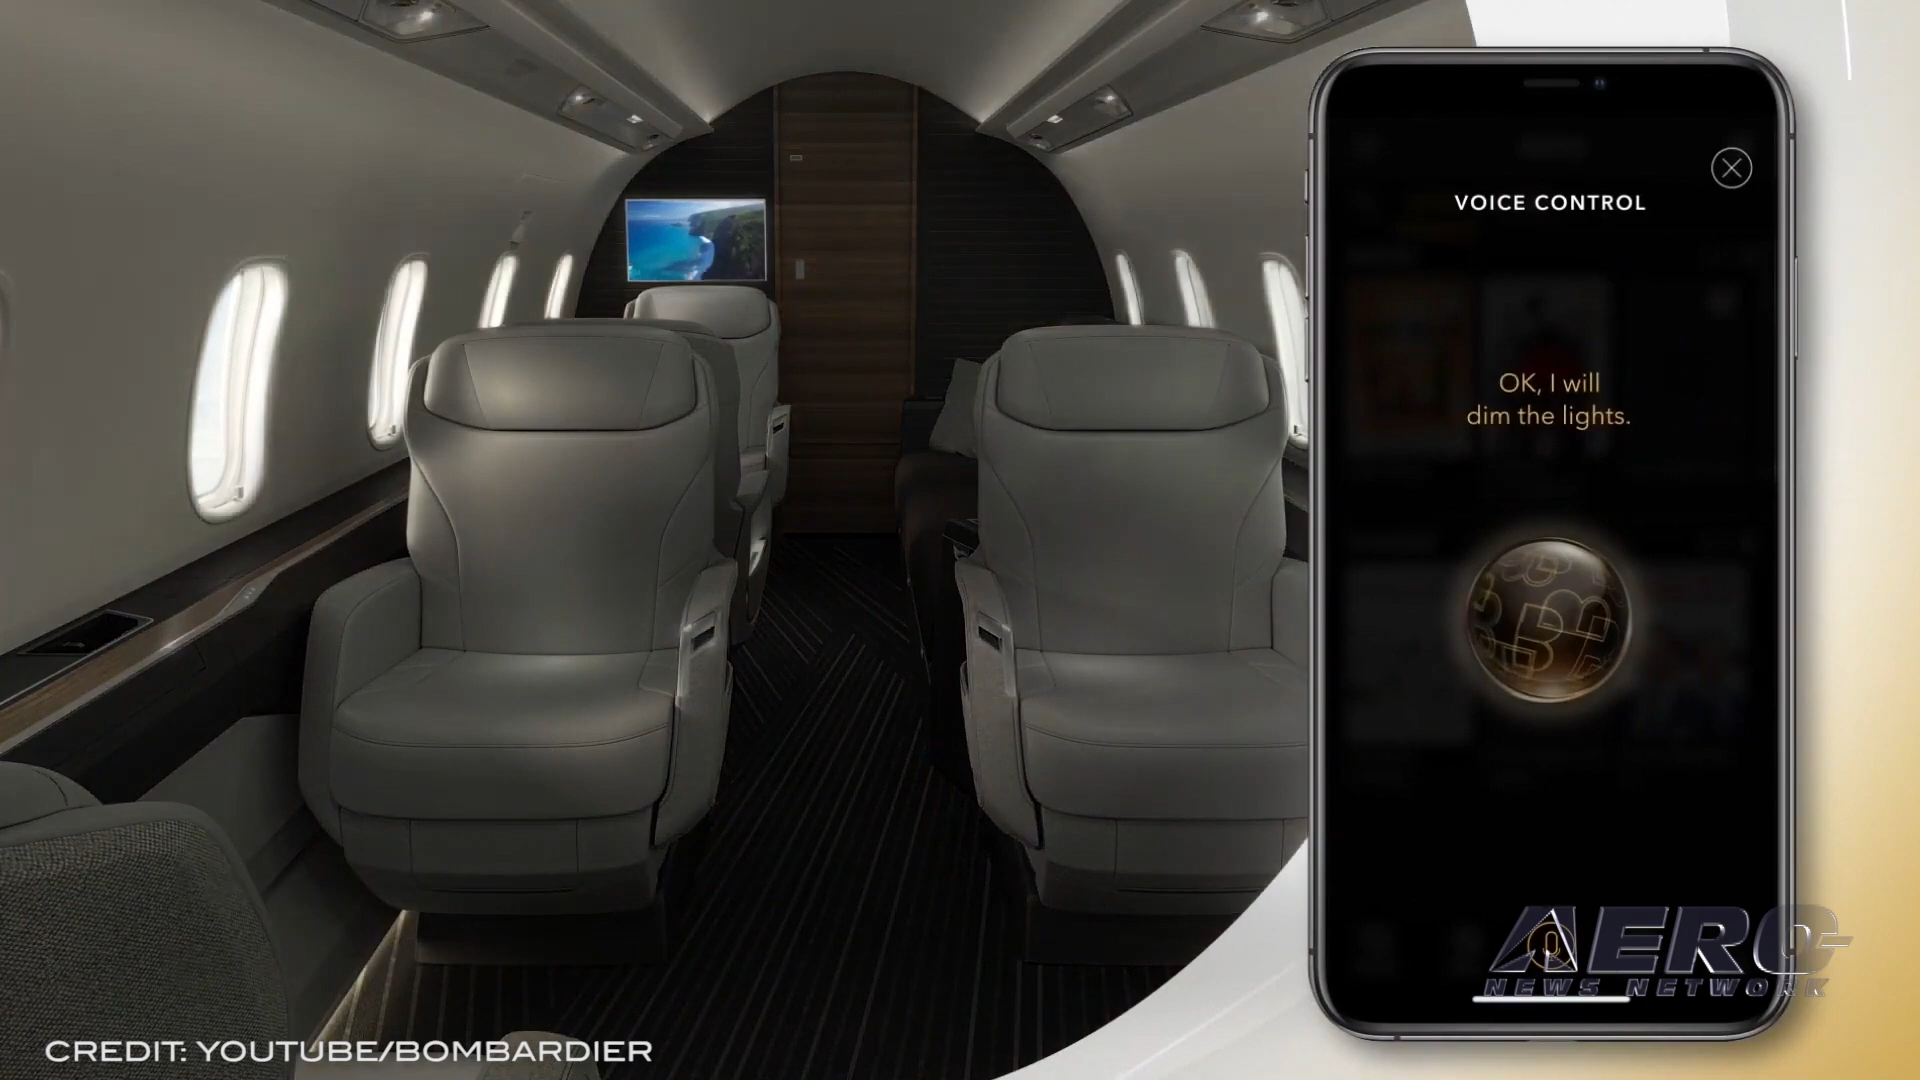 VOICE CONTROL
OK, I will
dim the lights.
AERO
NEWS NETWORK
CREDIT: YOUTUBE/BOMBARDIER